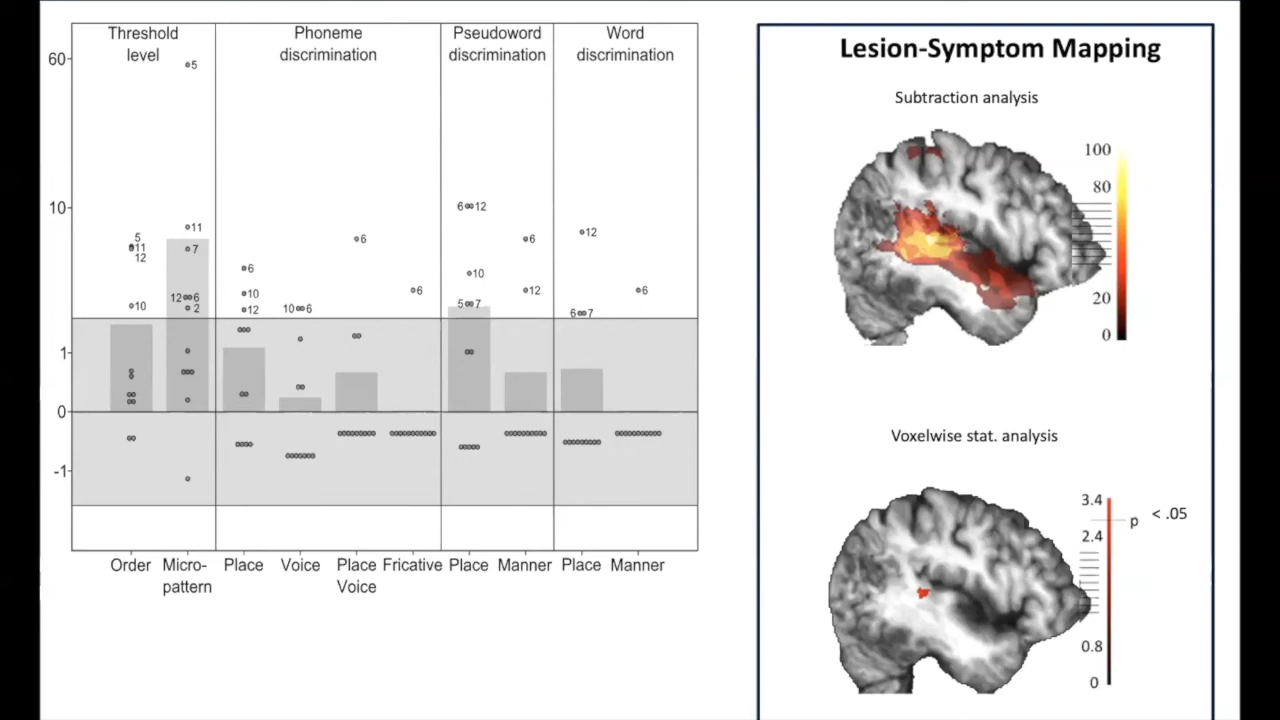 Threshold
level
Phoneme
discrimination
Pseudoword
discrimination
Word
discrimination
60
10
1
0
-1
5
5
11
12
10
11
7
12 6
2
6
10
12
10 6
6
6
6 12
10
5 7
6
12
12
6 7
6
Order
Micro-
pattern
Place
Voice
Place
Voice
Fricative
Place
Manner
Place
Manner
Lesion-Symptom Mapping
Subtraction analysis
100
80
20
0
Voxelwise stat. analysis
3.4
p < .05
2.4
0.8
0